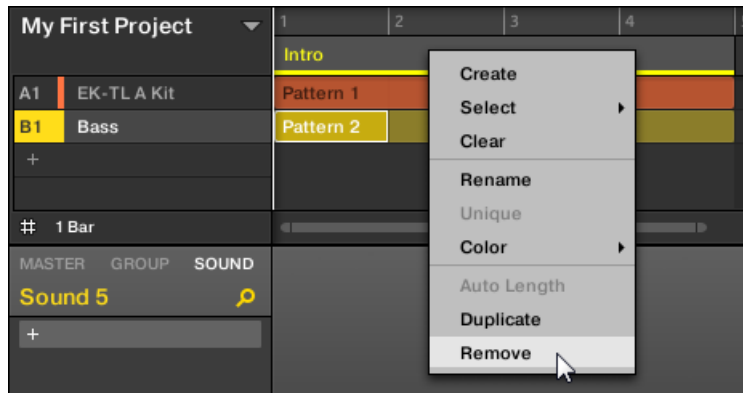 My First Project
1 2 3 4
Intro
A1 EK-TL A Kit Pattern 1
B1 Bass Pattern 2
+
1 Bar
MASTER GROUP SOUND
Sound 5
+
Create
Select
Clear
Rename
Unique
Color
Auto Length
Duplicate
Remove